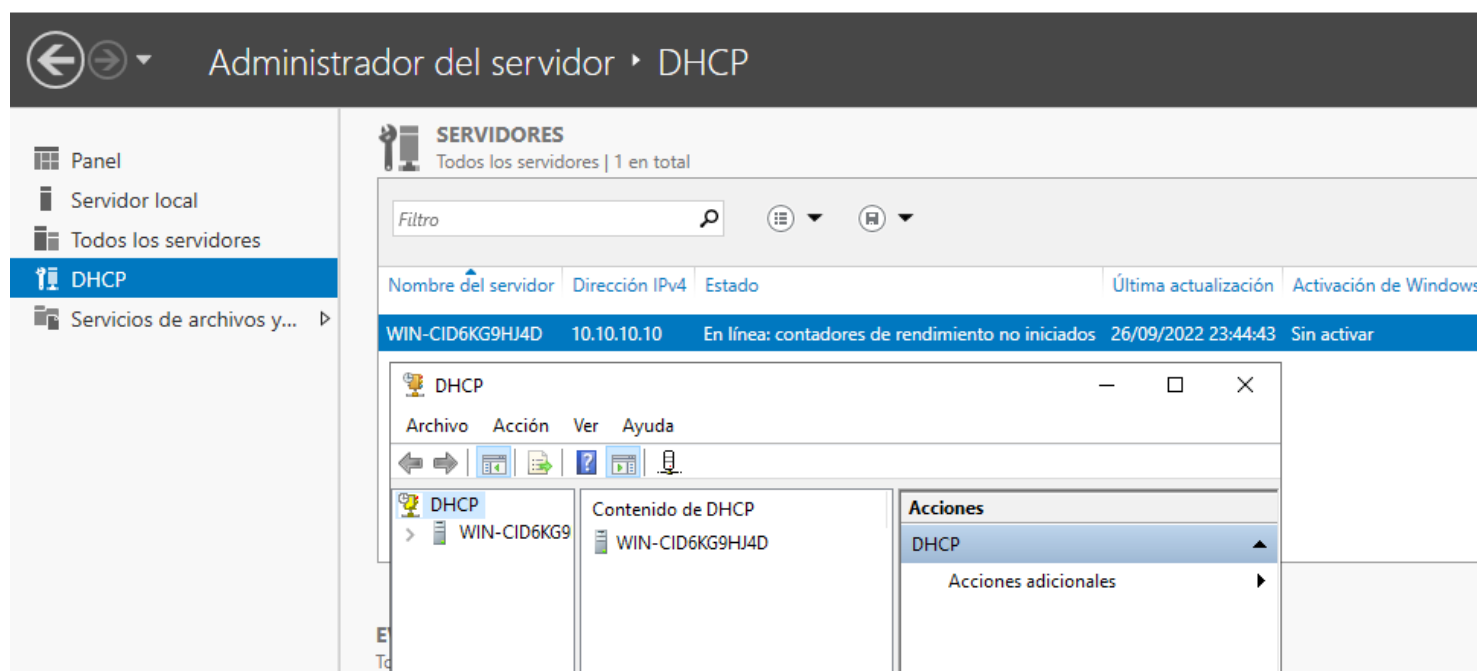 Administrador del servidor ‣ DHCP
Panel
Servidor local
Todos los servidores
DHCP
Servicios de archivos y...
SERVIDORES
Todos los servidores | 1 en total
Filtro
Nombre del servidor Dirección IPv4 Estado Última actualización Activación de Windows
WIN-CID6KG9HJ4D 10.10.10.10 En línea: contadores de rendimiento no iniciados 26/09/2022 23:44:43 Sin activar
DHCP
Archivo Acción Ver Ayuda
DHCP
WIN-CID6KG9
Contenido de DHCP
WIN-CID6KG9HJ4D
Acciones
DHCP
Acciones adicionales